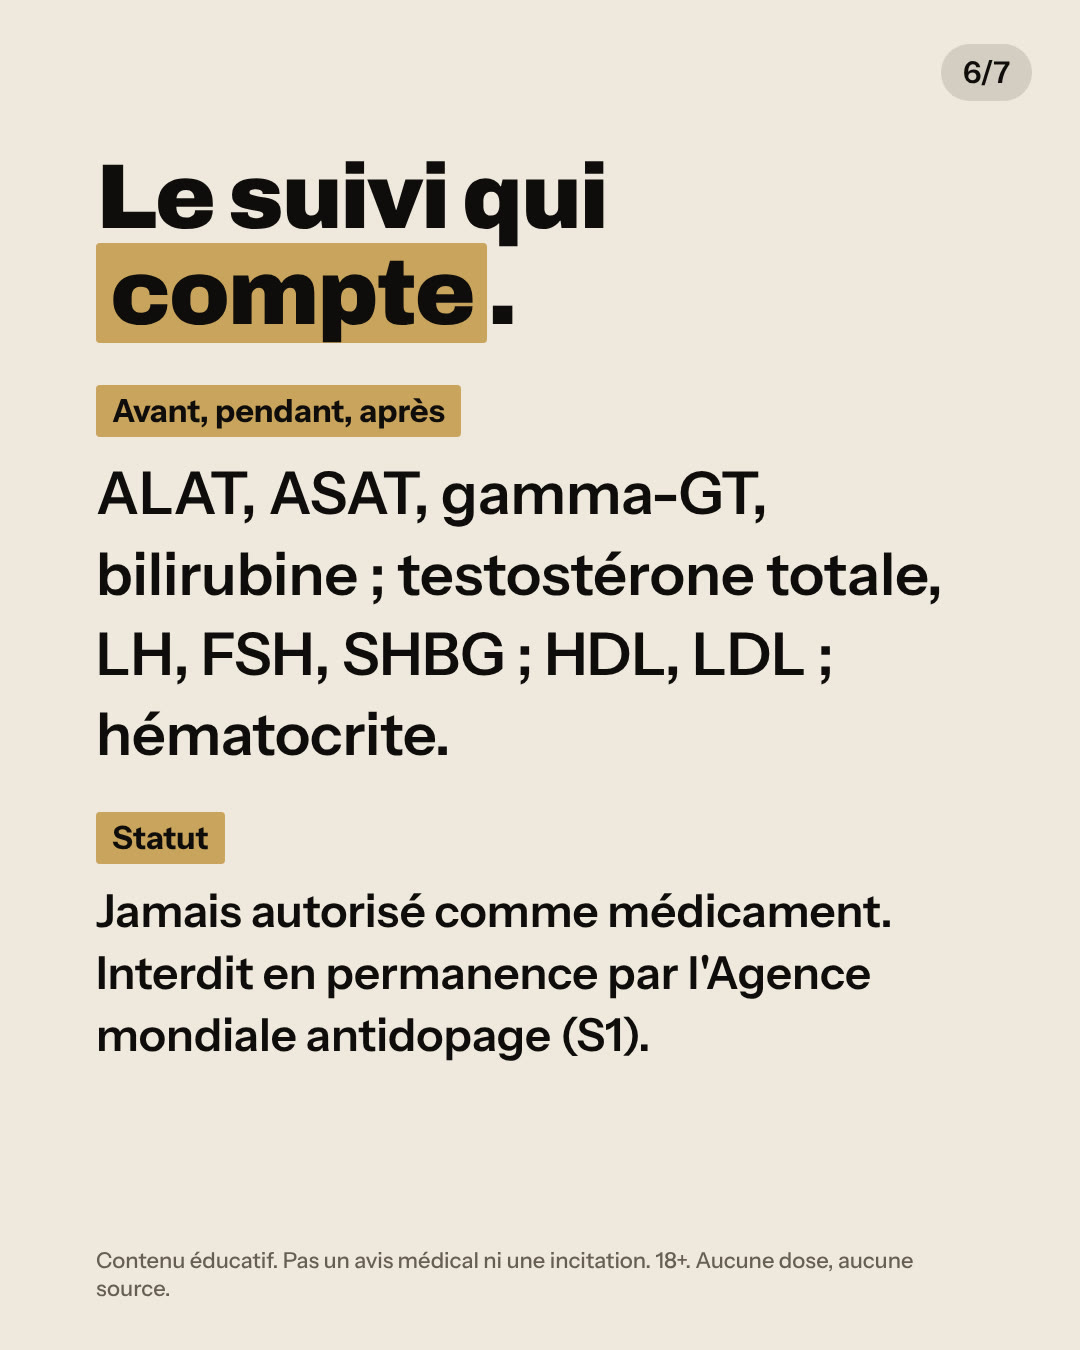 6/7
Le suivi qui
compte.
Avant, pendant, après
ALAT, ASAT, gamma-GT,
bilirubine ; testostérone totale,
LH, FSH, SHBG ; HDL, LDL ;
hématocrite.
Statut
Jamais autorisé comme médicament.
Interdit en permanence par l'Agence
mondiale antidopage (S1).
Contenu éducatif. Pas un avis médical ni une incitation. 18+. Aucune dose, aucune
source.